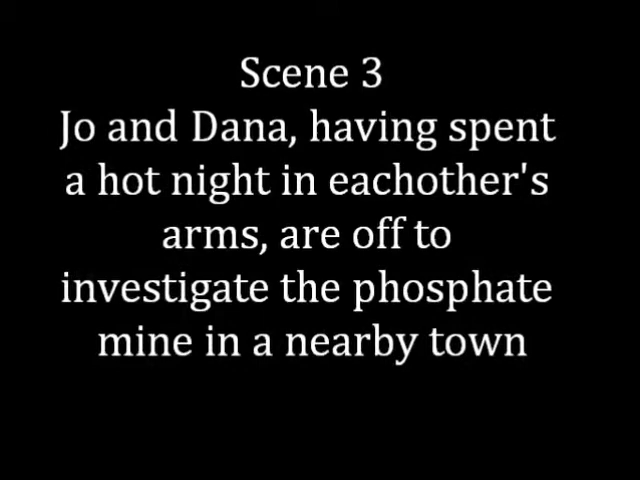 Scene 3
Jo and Dana, having spent
a hot night in eachother's
arms, are off to
investigate the phosphate
mine in a nearby town